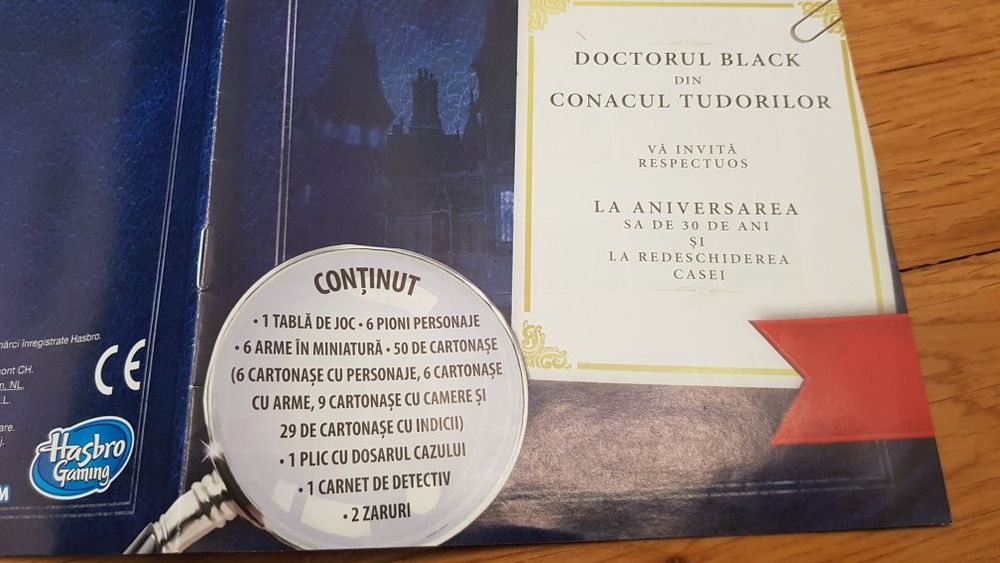 mărci înregistrate Hasbro.
CH.
NL.
CE
Hasbro
Gaming
CONȚINUT
• 1 TABLĂ DE JOC • 6 PIONI PERSONAJE
• 6 ARME ÎN MINIATURĂ • 50 DE CARTONAȘE
(6 CARTONAȘE CU PERSONAJE, 6 CARTONAȘE
CU ARME, 9 CARTONAȘE CU CAMERE ȘI
29 DE CARTONAȘE CU INDICII)
• 1 PLIC CU DOSARUL CAZULUI
• 1 CARNET DE DETECTIV
• 2 ZARURI
DOCTORUL BLACK
DIN
CONACUL TUDORILOR
VĂ INVITĂ
RESPECTUOS
LA ANIVERSAREA
SA DE 30 DE ANI
ȘI
LA REDESCHIDEREA
CASEI